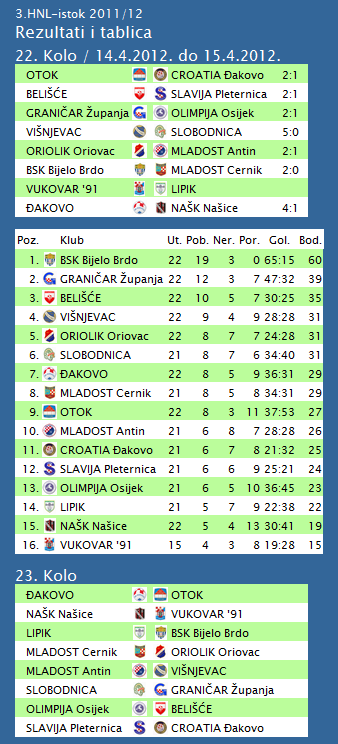 3.HNL-istok 2011/12
Rezultati i tablica
22. Kolo / 14.4.2012. do 15.4.2012.
OTOK CROATIA Đakovo 2:1
BELIŠĆE SLAVIJA Pleternica 2:1
GRANIČAR Županja OLIMPIJA Osijek 2:1
VIŠNJEVAC SLOBODNICA 5:0
ORIOLIK Oriovac MLADOST Antin 2:1
BSK Bijelo Brdo MLADOST Cernik 2:0
VUKOVAR '91 LIPIK
ĐAKOVO NAŠK Našice 4:1
Poz. Klub Ut. Pob. Ner. Por. Gol. Bod.
1. BSK Bijelo Brdo 22 19 3 0 65:15 60
2. GRANIČAR Županja 22 12 3 7 47:32 39
3. BELIŠĆE 22 10 5 7 30:25 35
4. VIŠNJEVAC 22 9 4 9 28:28 31
5. ORIOLIK Oriovac 22 8 7 7 24:28 31
6. SLOBODNICA 21 8 7 6 34:40 31
7. ĐAKOVO 22 8 5 9 36:31 29
8. MLADOST Cernik 21 8 5 8 34:31 29
9. OTOK 22 8 3 11 37:53 27
10. MLADOST Antin 21 6 8 7 28:28 26
11. CROATIA Đakovo 21 6 7 8 21:32 25
12. SLAVIJA Pleternica 21 6 6 9 25:21 24
13. OLIMPIJA Osijek 21 6 5 10 36:45 23
14. LIPIK 21 5 7 9 22:38 22
15. NAŠK Našice 22 5 4 13 30:41 19
16. VUKOVAR '91 15 4 3 8 19:28 15
23. Kolo
ĐAKOVO OTOK
NAŠK Našice VUKOVAR '91
LIPIK BSK Bijelo Brdo
MLADOST Cernik ORIOLIK Oriovac
MLADOST Antin VIŠNJEVAC
SLOBODNICA GRANIČAR Županja
OLIMPIJA Osijek BELIŠĆE
SLAVIJA Pleternica CROATIA Đakovo